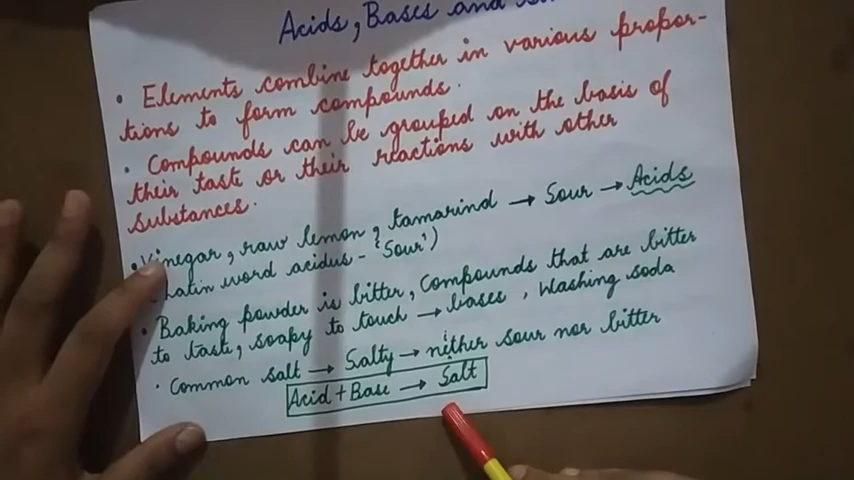 Acids, Bases and
• Elements combine together in various propor-
tions to form compounds.
• Compounds can be grouped on the basis of
their taste or their reactions with other
substances.
• Vinegar, raw lemon, tamarind → Sour → Acids
Latin word acidus - 'Sour')
• Baking powder is bitter, Compounds that are bitter
to taste, soapy to touch → bases, Washing soda
• Common salt → Salty → neither sour nor bitter
Acid + Base → Salt